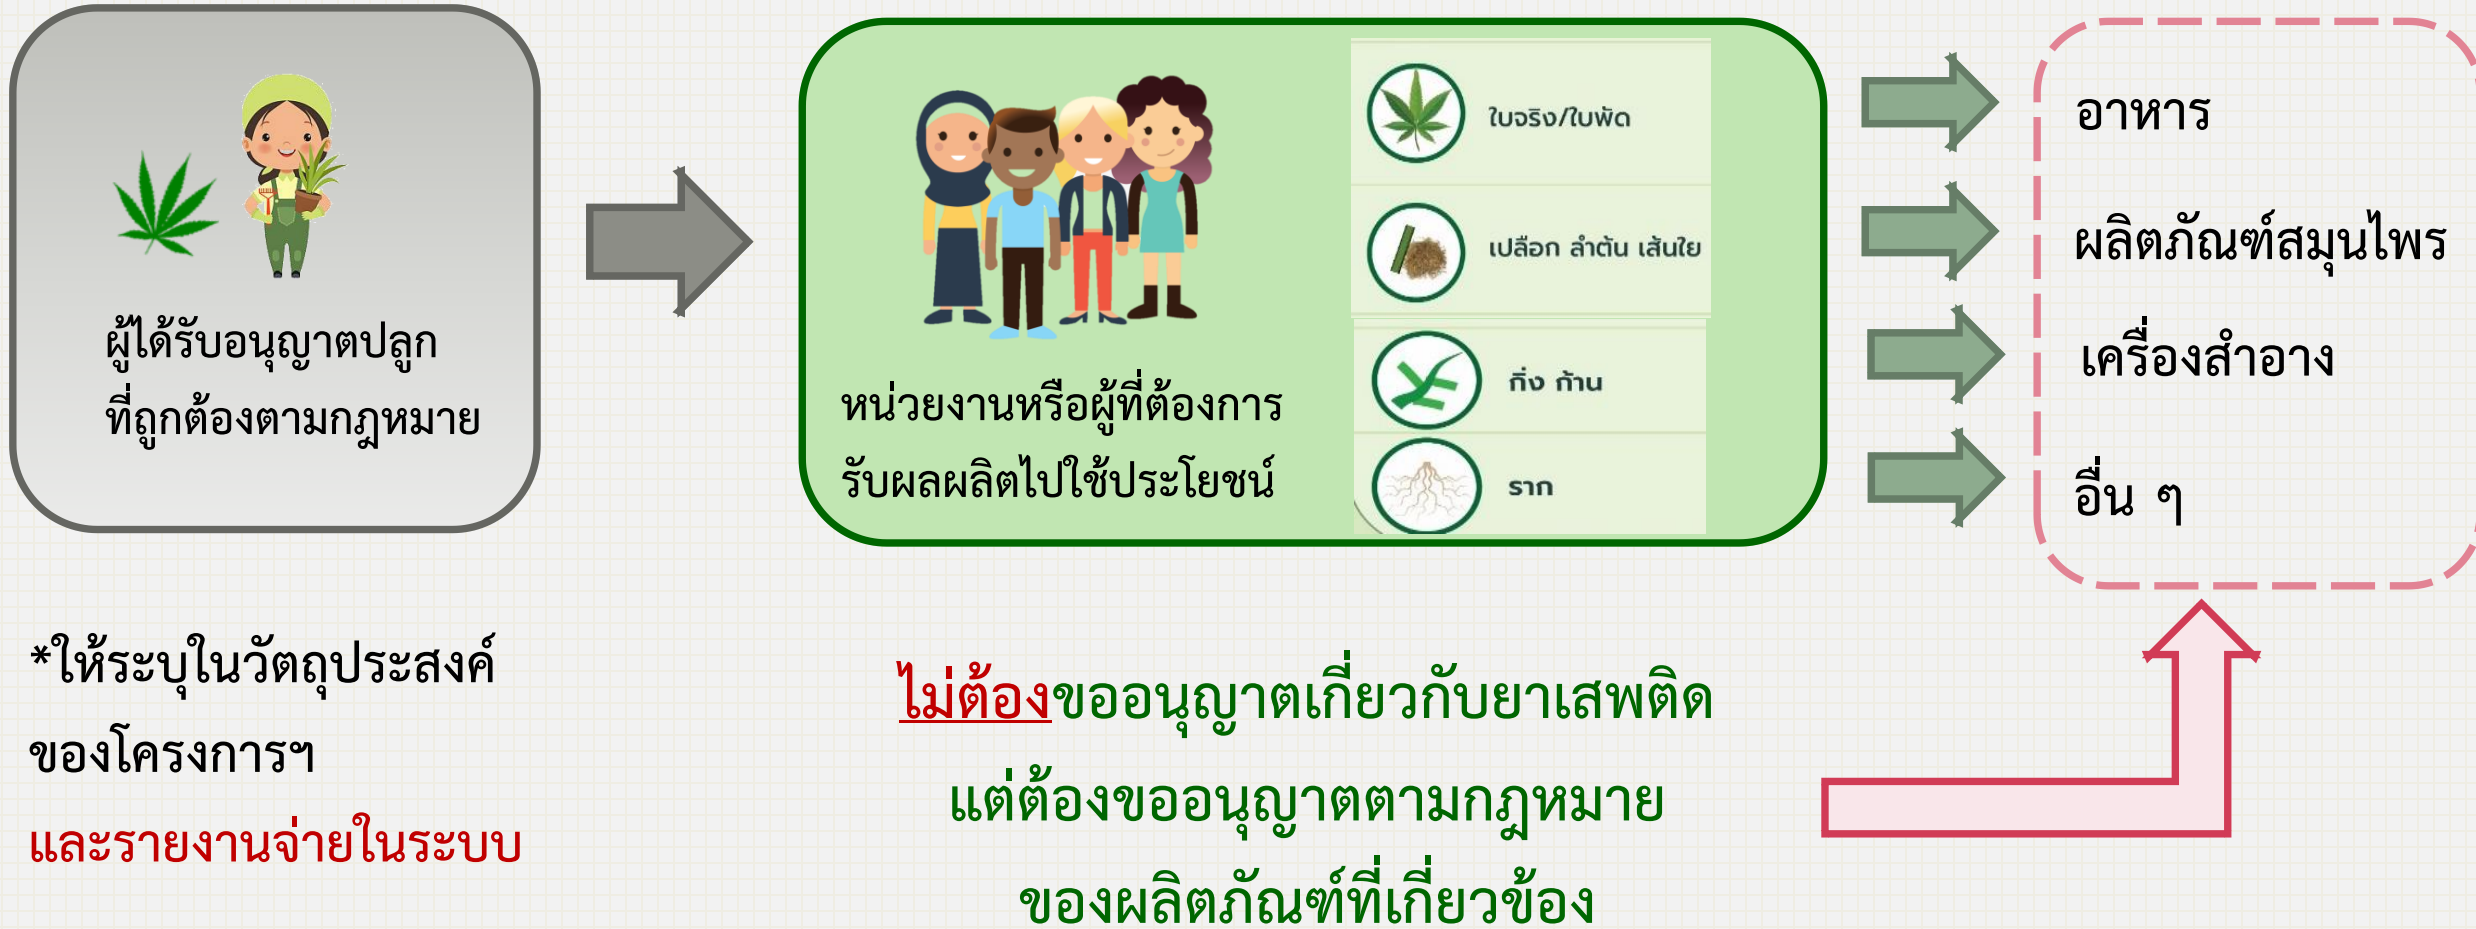 ผู้ได้รับอนุญาตปลูก
ที่ถูกต้องตามกฎหมาย
หน่วยงานหรือผู้ที่ต้องการ
รับผลผลิตไปใช้ประโยชน์
ใบจริง/ใบพัด
เปลือก ลำต้น เส้นใย
กิ่ง ก้าน
ราก
อาหาร
ผลิตภัณฑ์สมุนไพร
เครื่องสำอาง
อื่น ๆ
*ให้ระบุในวัตถุประสงค์
ของโครงการฯ
และรายงานจ่ายในระบบ
ไม่ต้องขออนุญาตเกี่ยวกับยาเสพติด
แต่ต้องขออนุญาตตามกฎหมาย
ของผลิตภัณฑ์ที่เกี่ยวข้อง